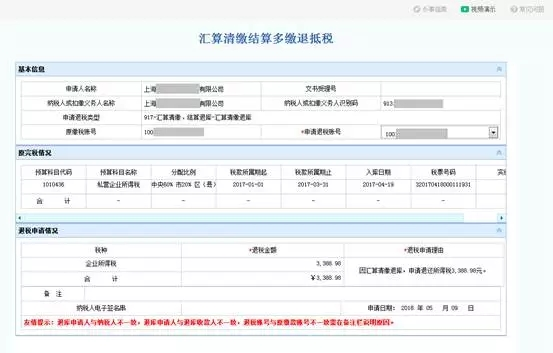 办事指南 视频演示 常见问题
汇算清缴结算多缴退抵税
基本信息
申请人名称 上海 有限公司 文书受理号
纳税人或扣缴义务人名称 上海 有限公司 纳税人或扣缴义务人识别码 913
申请退税类型 917-汇算清缴、结算退库-汇算清缴退库
原缴税账号 100 *申请退税账号 100
原完税情况
预算科目代码 预算科目名称 分配比例 税款所属期起 税款所属期止 入库日期 税票号码
1010436 私营企业所得税 中央60% 市20% 区（县） 2017-01-01 2017-03-31 2017-04-19 320170418000111931
合 计 - - - - - -
退税申请情况
税种 *退税金额 *退税申请理由
企业所得税 3,388.98 因汇算清缴退库，申请退还所得税3,388.98元。
合 计 ￥3,388.98
备 注
纳税人电子签名串 申请日期：2018 年 05 月 09 日
友情提示：退库申请人与纳税人不一致，退库申请人与退库收款人不一致，退税账号与原缴款账号不一致需在备注栏说明原因。